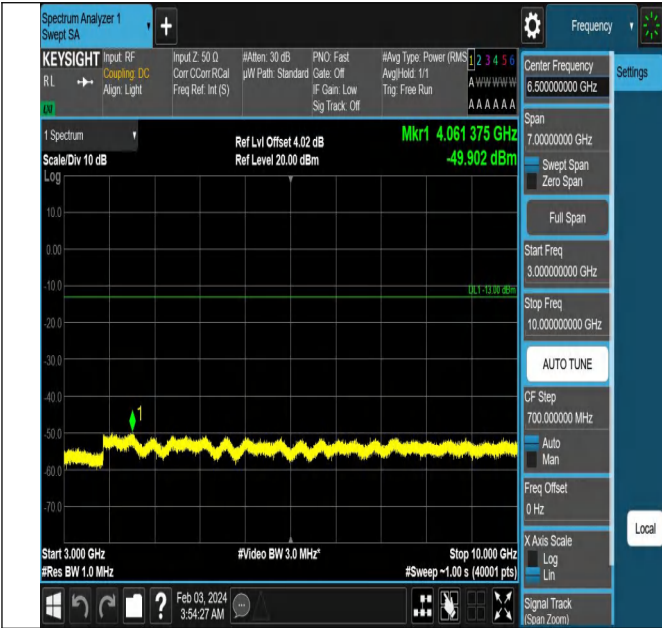 Spectrum Analyzer 1
Swept SA
+
Frequency
KEYSIGHT
RL
LXI
Input: RF
Coupling: DC
Align: Light
Input Z: 50 Ω
Corr CCorr RCal
Freq Ref: Int (S)
#Atten: 30 dB
µW Path: Standard
PNO: Fast
Gate: Off
IF Gain: Low
Sig Track: Off
#Avg Type: Power (RMS
Avg|Hold: 1/1
Trig: Free Run
1 2 3 4 5 6
A W W W W W
A A A A A A
1 Spectrum
Scale/Div 10 dB
Log
Ref Lvl Offset 4.02 dB
Ref Level 20.00 dBm
Mkr1 4.061 375 GHz
-49.902 dBm
10.0
0.00
-10.0
DL1 -13.00 dBm
-20.0
-30.0
-40.0
1
-50.0
-60.0
-70.0
Start 3.000 GHz
#Res BW 1.0 MHz
#Video BW 3.0 MHz*
Stop 10.000 GHz
#Sweep ~1.00 s (40001 pts)
?
Feb 03, 2024
3:54:27 AM
Center Frequency
6.500000000 GHz
Settings
Span
7.00000000 GHz
Swept Span
Zero Span
Full Span
Start Freq
3.000000000 GHz
Stop Freq
10.000000000 GHz
AUTO TUNE
CF Step
700.000000 MHz
Auto
Man
Freq Offset
0 Hz
Local
X Axis Scale
Log
Lin
Signal Track
(Span Zoom)